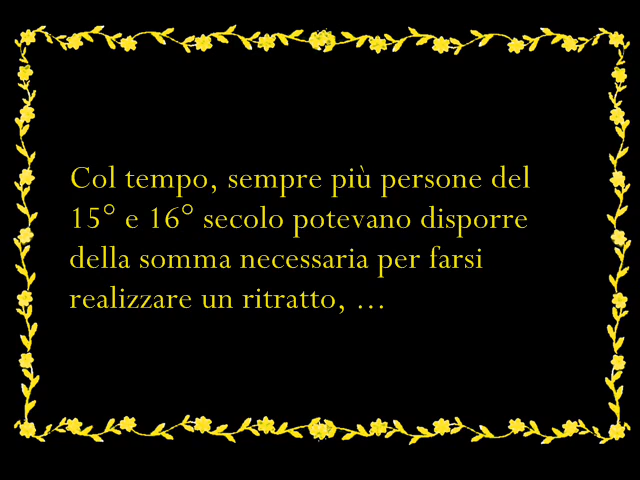 Col tempo, sempre più persone del
15° e 16° secolo potevano disporre
della somma necessaria per farsi
realizzare un ritratto, ...